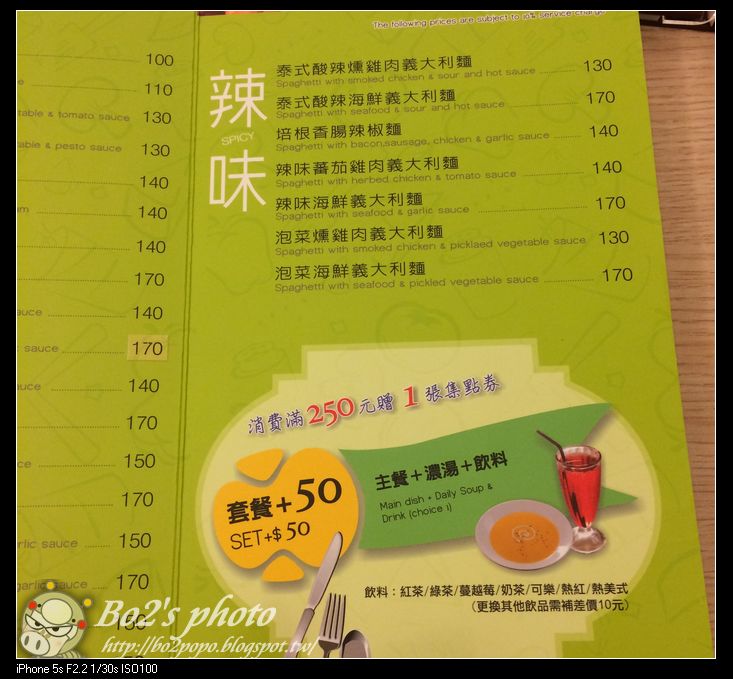 The following prices are subject to 10% service charge
100
110
table & tomato sauce 130
table & pesto sauce 130
140
140
140
170
sauce 140
sauce 170
sauce 140
170
150
170
garlic sauce 150
garlic sauce 170
150
辣味
SPICY
泰式酸辣燻雞肉義大利麵
Spaghetti with smoked chicken & sour and hot sauce 130
泰式酸辣海鮮義大利麵
Spaghetti with seafood & sour and hot sauce 170
培根香腸辣椒麵
Spaghetti with bacon,sausage, chicken & garlic sauce 140
辣味蕃茄雞肉義大利麵
Spaghetti with herbed chicken & tomato sauce 140
辣味海鮮義大利麵
Spaghetti with seafood & garlic sauce 170
泡菜燻雞肉義大利麵
Spaghetti with smoked chicken & picklaed vegetable sauce 130
泡菜海鮮義大利麵
Spaghetti with seafood & pickled vegetable sauce 170
消費滿250元贈1張集點券
套餐+50
SET+$50
主餐+濃湯+飲料
Main dish + Daily Soup &
Drink (choice 1)
飲料：紅茶/綠茶/蔓越莓/奶茶/可樂/熱紅/熱美式
（更換其他飲品需補差價10元）
Bo2's photo
http://bo2popo.blogspot.tw/
iPhone 5s F2.2 1/30s ISO100